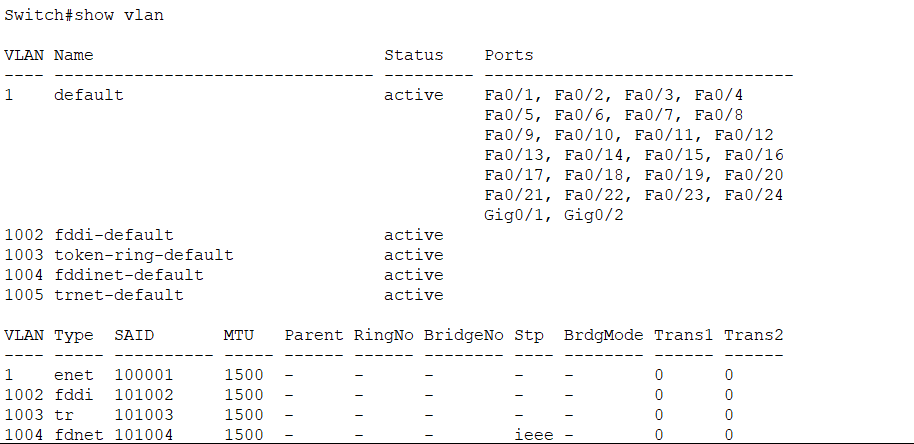 Switch#show vlan
VLAN Name                             Status    Ports
---- -------------------------------- --------- -------------------------------
1    default                          active    Fa0/1, Fa0/2, Fa0/3, Fa0/4
                                                Fa0/5, Fa0/6, Fa0/7, Fa0/8
                                                Fa0/9, Fa0/10, Fa0/11, Fa0/12
                                                Fa0/13, Fa0/14, Fa0/15, Fa0/16
                                                Fa0/17, Fa0/18, Fa0/19, Fa0/20
                                                Fa0/21, Fa0/22, Fa0/23, Fa0/24
                                                Gig0/1, Gig0/2
1002 fddi-default                     active
1003 token-ring-default               active
1004 fddinet-default                  active
1005 trnet-default                    active
VLAN Type  SAID       MTU   Parent RingNo BridgeNo Stp  BrdgMode Trans1 Trans2
---- ----- ---------- ----- ------ ------ -------- ---- -------- ------ ------
1    enet  100001     1500  -      -      -        -    -        0      0
1002 fddi  101002     1500  -      -      -        -    -        0      0
1003 tr    101003     1500  -      -      -        -    -        0      0
1004 fdnet 101004     1500  -      -      -        ieee -        0      0